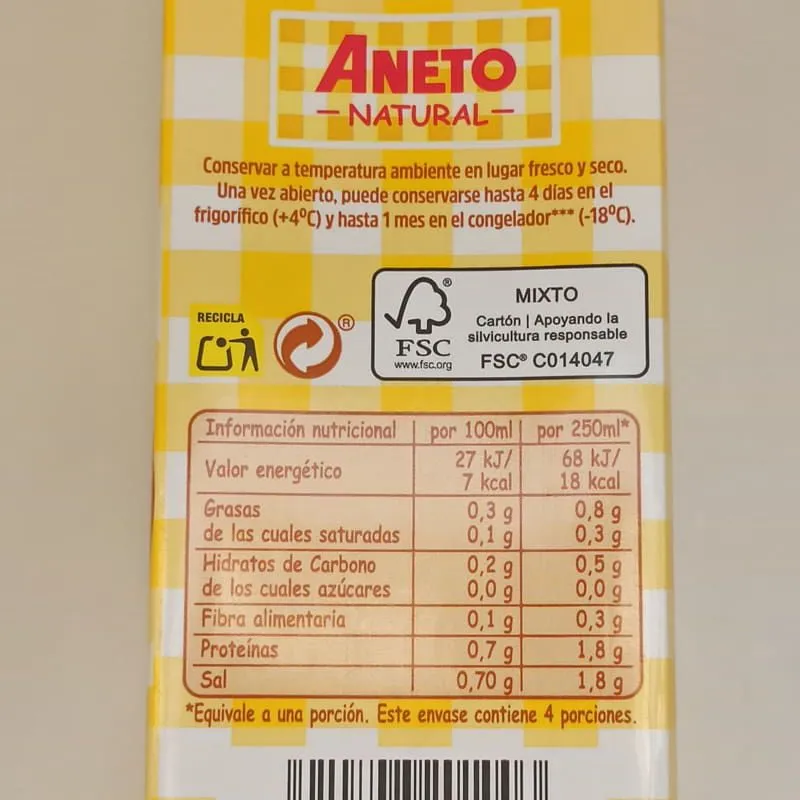 ANETO
NATURAL
Conservar a temperatura ambiente en lugar fresco y seco.
Una vez abierto, puede conservarse hasta 4 días en el
frigorífico (+4ºC) y hasta 1 mes en el congelador*** (-18ºC).
RECICLA
®
®
FSC
www.fsc.org
MIXTO
Cartón | Apoyando la
silvicultura responsable
FSC® C014047
Información nutricional por 100ml por 250ml*
Valor energético 27 kJ/ 68 kJ/
7 kcal 18 kcal
Grasas 0,3 g 0,8 g
de las cuales saturadas 0,1 g 0,3 g
Hidratos de Carbono 0,2 g 0,5 g
de los cuales azúcares 0,0 g 0,0 g
Fibra alimentaria 0,1 g 0,3 g
Proteínas 0,7 g 1,8 g
Sal 0,70 g 1,8 g
*Equivale a una porción. Este envase contiene 4 porciones.